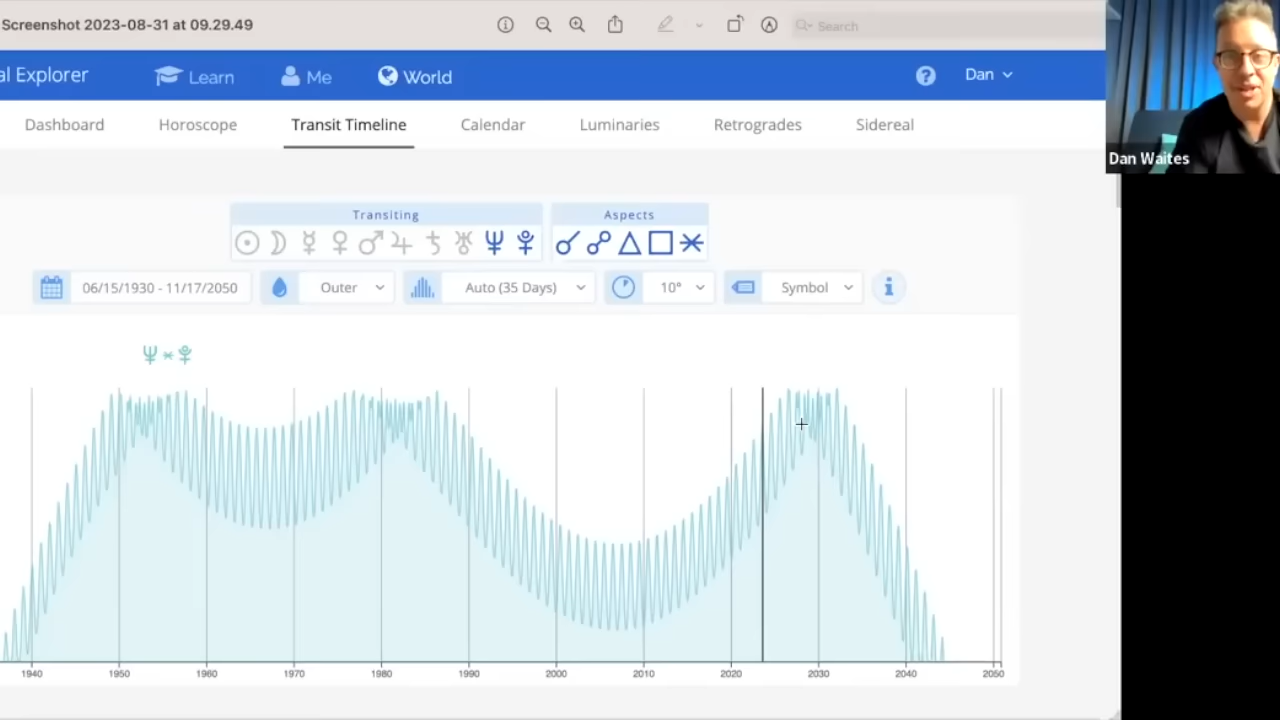 Screenshot 2023-08-31 at 09.29.49
Search
al Explorer
Learn
Me
World
Dan
Dashboard
Horoscope
Transit Timeline
Calendar
Luminaries
Retrogrades
Sidereal
Dan Waites
Transiting
Aspects
☉ ☽ ☿ ♀ ♂ ♃ ♄ ♅ ♆ ⯓
☌ ☍ △ □ ⚹
06/15/1930 - 11/17/2050
Outer
Auto (35 Days)
10°
Symbol
♆ ⚹ ⯓
1940 1950 1960 1970 1980 1990 2000 2010 2020 2030 2040 2050